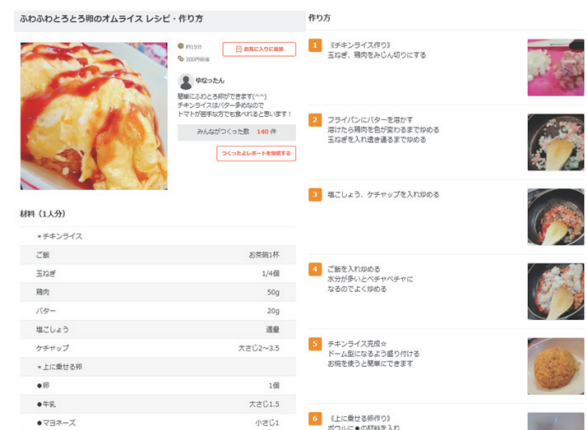 ふわふわとろとろ卵のオムライス レシピ・作り方
約15分
300円前後
お気に入りに追加
ゆなったん
簡単にふわとろ卵ができます(^^)
チキンライスはバター多めなので
トマトが苦手な方でも食べれると思います！
みんながつくった数 140 件
つくったよレポートを投稿する
材料（1人分）
*チキンライス
ご飯 お茶碗1杯
玉ねぎ 1/4個
鶏肉 50g
バター 20g
塩こしょう 適量
ケチャップ 大さじ2〜3.5
*上に乗せる卵
●卵 1個
●牛乳 大さじ1.5
●マヨネーズ 小さじ1
作り方
1 《チキンライス作り》
玉ねぎ、鶏肉をみじん切りにする
2 フライパンにバターを溶かす
溶けたら鶏肉を色が変わるまで炒める
玉ねぎを入れ透き通るまで炒める
3 塩こしょう、ケチャップを入れ炒める
4 ご飯を入れ炒める
水分が多いとベチャベチャに
なるのでよく炒める
5 チキンライス完成☆
ドーム型になるよう盛り付ける
お椀を使うと簡単にできます
6 《上に乗せる卵作り》
ボウルに●の材料を入れ